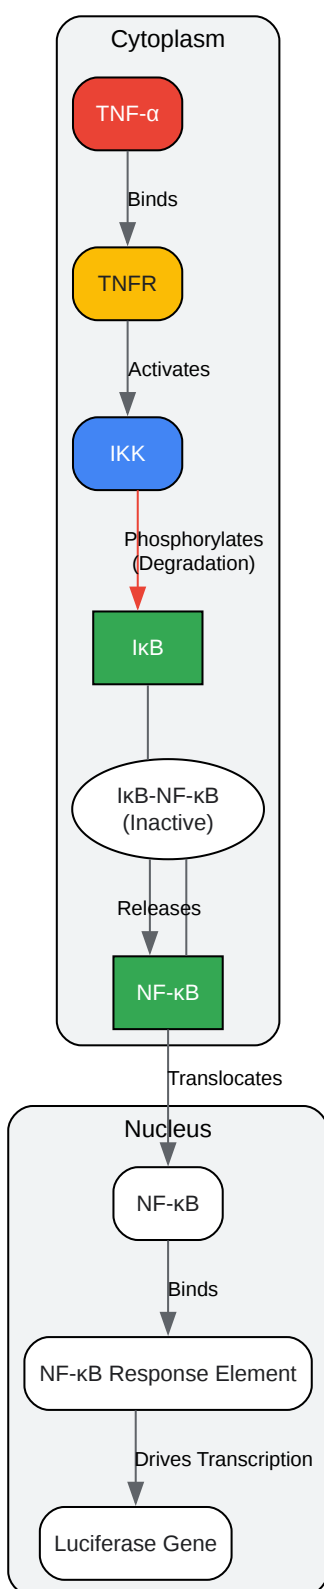 Cytoplasm
TNF-α
Binds
TNFR
Activates
IKK
Phosphorylates
(Degradation)
IκB
IκB-NF-κB
(Inactive)
Releases
NF-κB
Translocates
Nucleus
NF-κB
Binds
NF-κB Response Element
Drives Transcription
Luciferase Gene